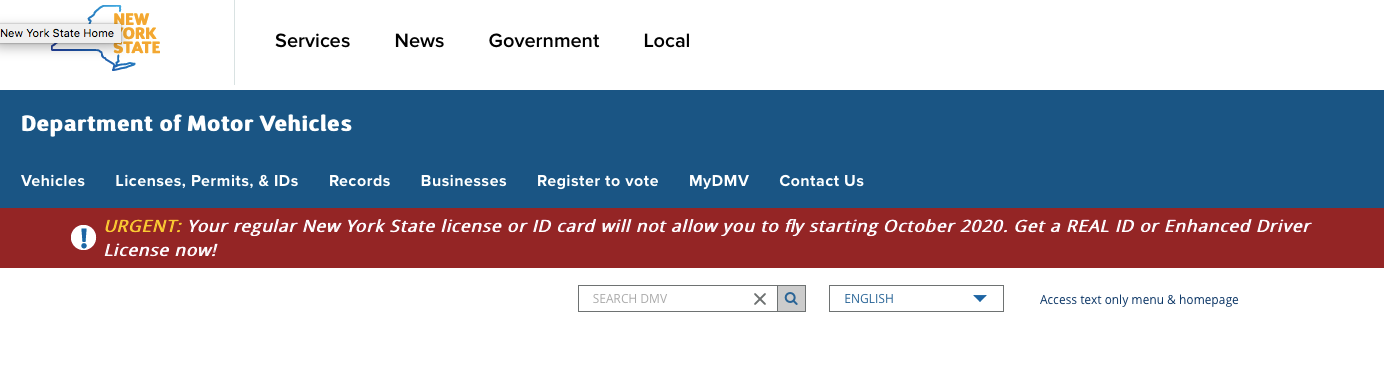 NEW
YORK
STATE
New York State Home
Services News Government Local
Department of Motor Vehicles
Vehicles Licenses, Permits, & IDs Records Businesses Register to vote MyDMV Contact Us
URGENT: Your regular New York State license or ID card will not allow you to fly starting October 2020. Get a REAL ID or Enhanced Driver
License now!
SEARCH DMV ENGLISH Access text only menu & homepage